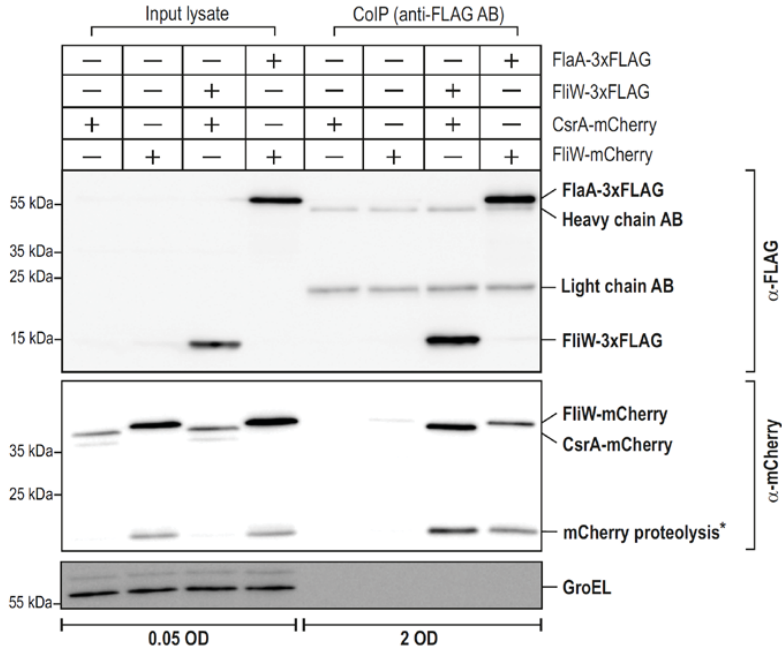 Input lysate CoIP (anti-FLAG AB)
— — — + — — — + FlaA-3xFLAG
— — + — — — + — FliW-3xFLAG
+ — + — + — + — CsrA-mCherry
— + — + — + — + FliW-mCherry
55 kDa
35 kDa
25 kDa
15 kDa
FlaA-3xFLAG
Heavy chain AB
Light chain AB
FliW-3xFLAG
α-FLAG
35 kDa
25 kDa
FliW-mCherry
CsrA-mCherry
mCherry proteolysis*
α-mCherry
55 kDa
GroEL
0.05 OD 2 OD